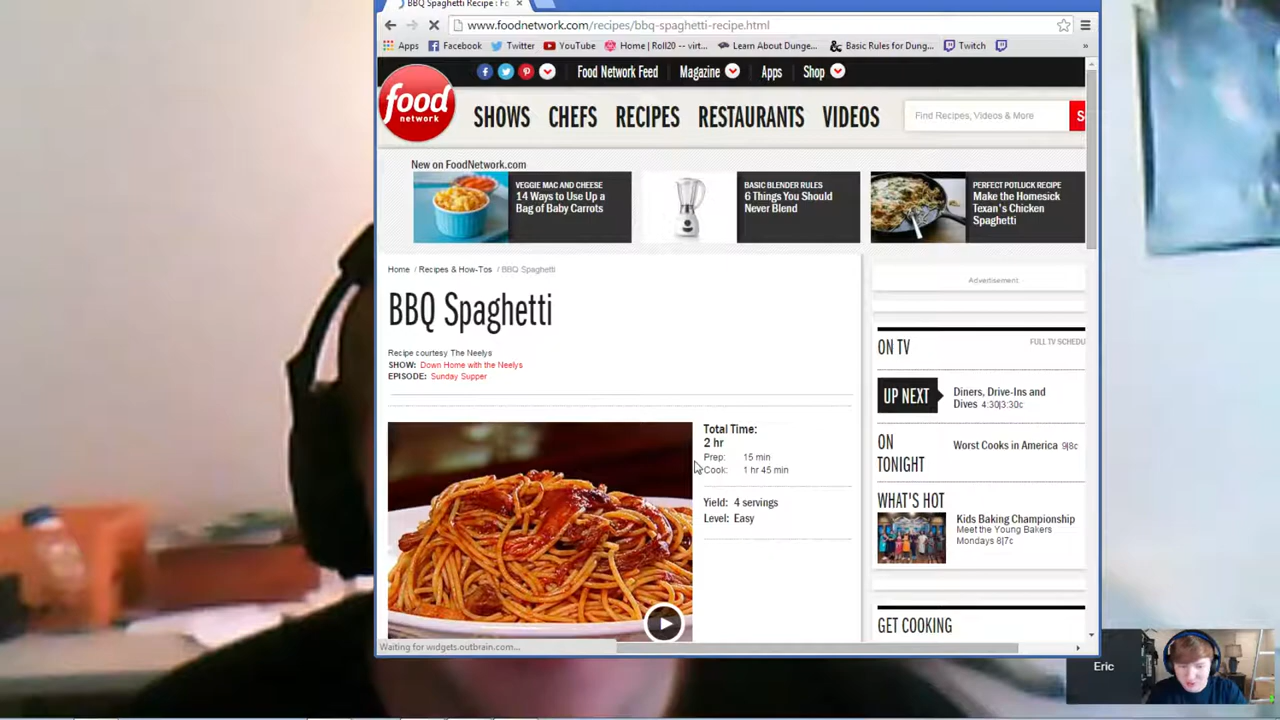 BBQ Spaghetti Recipe : Fo
www.foodnetwork.com/recipes/bbq-spaghetti-recipe.html
Apps Facebook Twitter YouTube Home | Roll20 -- virt... Learn About Dunge... Basic Rules for Dung... Twitch »
Food Network Feed Magazine Apps Shop
food network
SHOWS CHEFS RECIPES RESTAURANTS VIDEOS Find Recipes, Videos & More S
New on FoodNetwork.com
VEGGIE MAC AND CHEESE
14 Ways to Use Up a
Bag of Baby Carrots
BASIC BLENDER RULES
6 Things You Should
Never Blend
PERFECT POTLUCK RECIPE
Make the Homesick
Texan's Chicken
Spaghetti
Home / Recipes & How-Tos / BBQ Spaghetti
BBQ Spaghetti
Recipe courtesy The Neelys
SHOW: Down Home with the Neelys
EPISODE: Sunday Supper
Total Time:
2 hr
Prep: 15 min
Cook: 1 hr 45 min
Yield: 4 servings
Level: Easy
Advertisement
ON TV FULL TV SCHEDU
UP NEXT
Diners, Drive-Ins and
Dives 4:30|3:30c
ON
TONIGHT
Worst Cooks in America 9|8c
WHAT'S HOT
Kids Baking Championship
Meet the Young Bakers
Mondays 8|7c
GET COOKING
Waiting for widgets.outbrain.com...
Eric